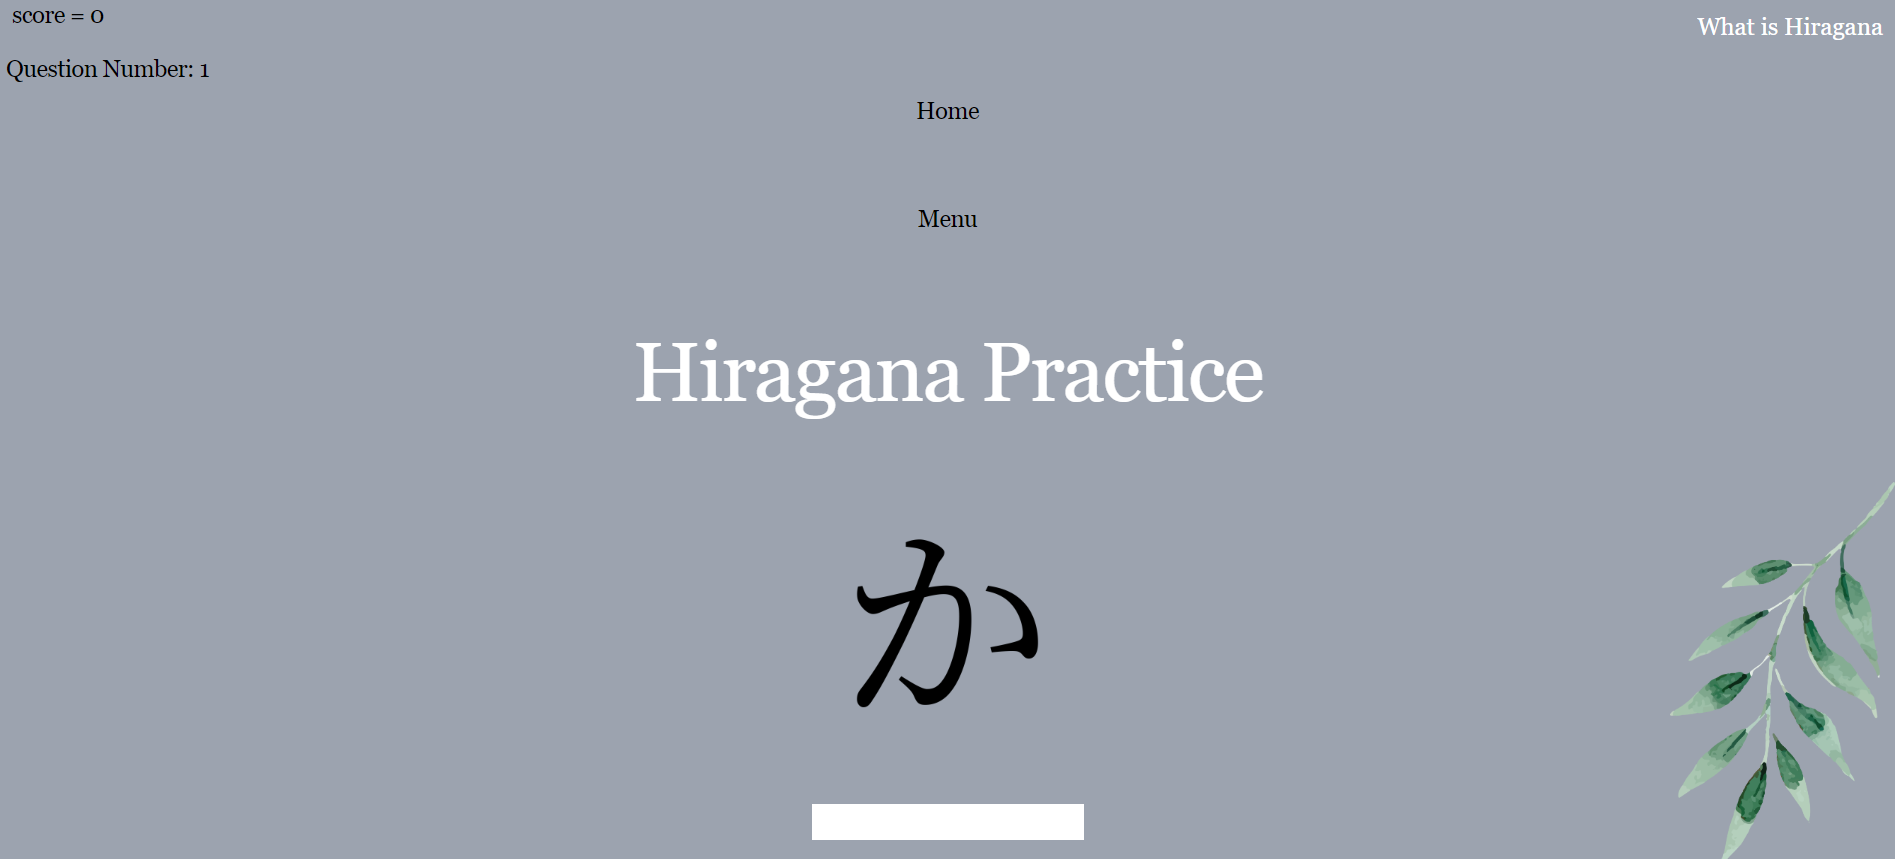 score = 0
What is Hiragana
Question Number: 1
Home
Menu
Hiragana Practice
か